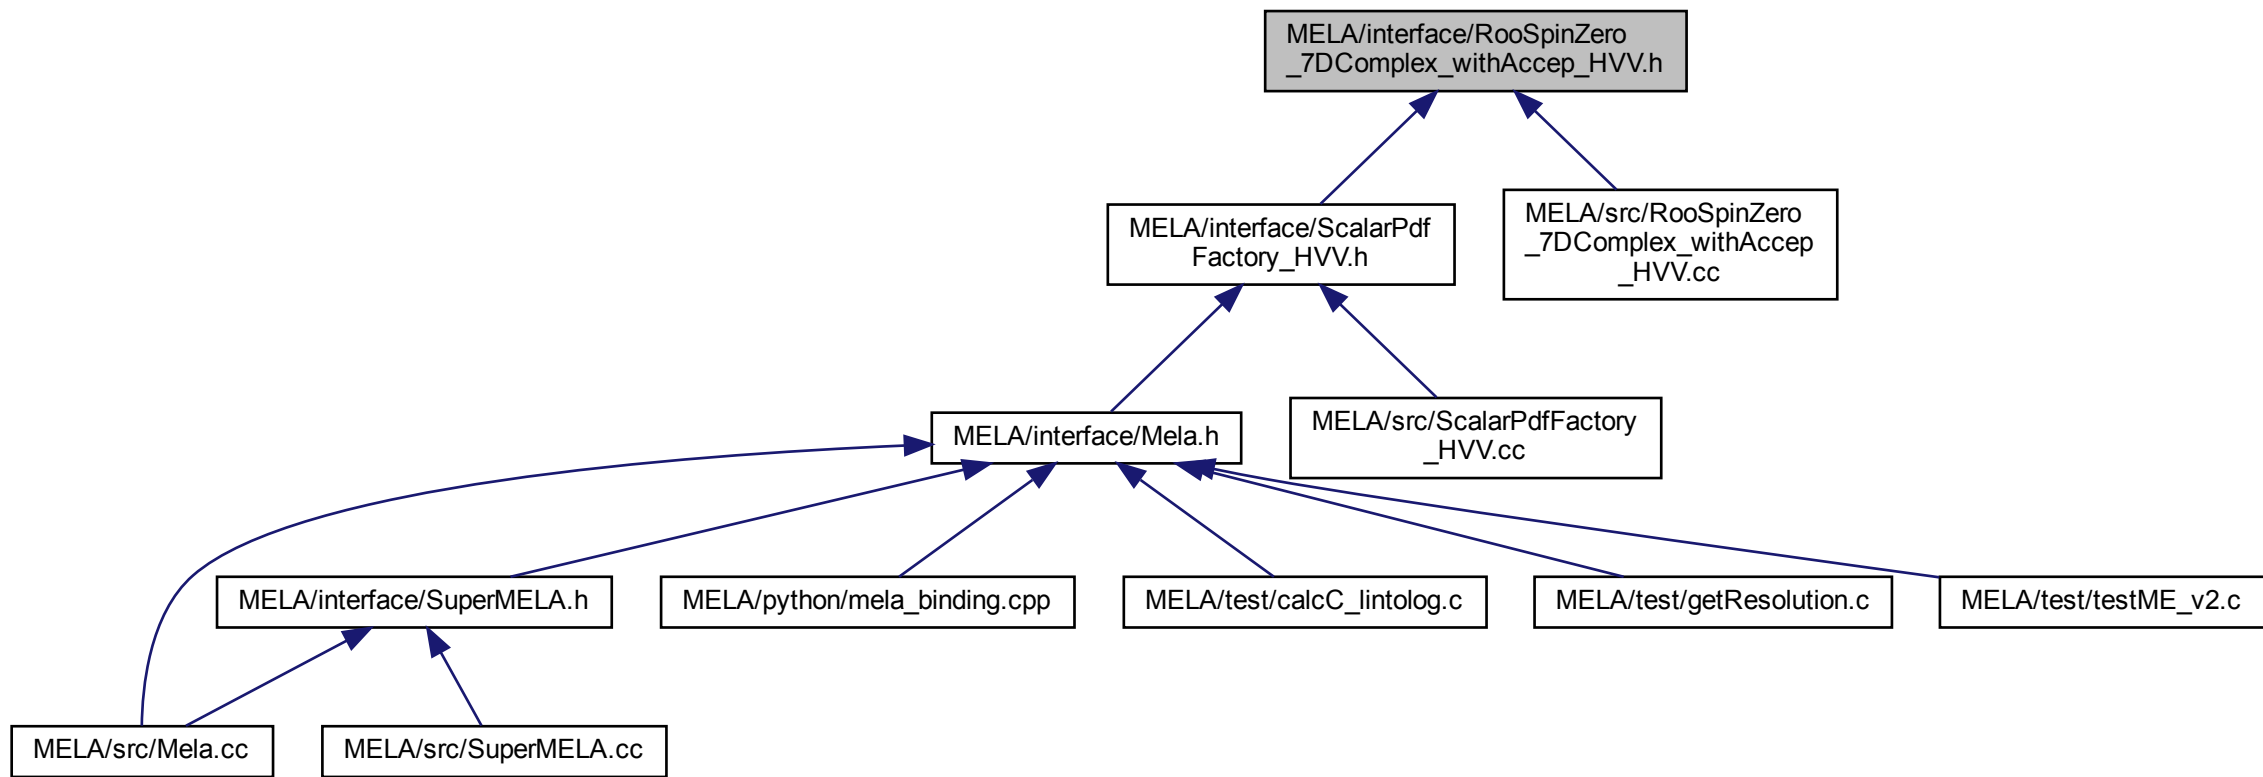 MELA/interface/RooSpinZero
_7DComplex_withAccep_HVV.h
MELA/interface/ScalarPdf
Factory_HVV.h
MELA/src/RooSpinZero
_7DComplex_withAccep
_HVV.cc
MELA/interface/Mela.h
MELA/src/ScalarPdfFactory
_HVV.cc
MELA/interface/SuperMELA.h
MELA/python/mela_binding.cpp
MELA/test/calcC_lintolog.c
MELA/test/getResolution.c
MELA/test/testME_v2.c
MELA/src/Mela.cc
MELA/src/SuperMELA.cc